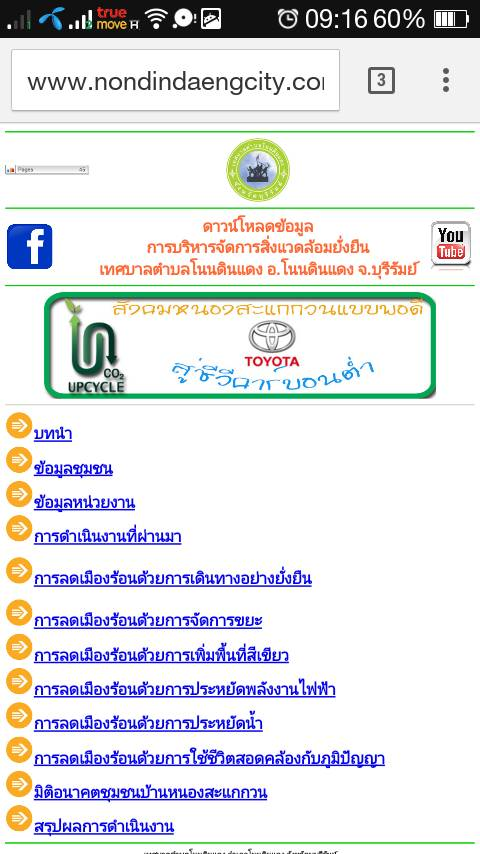 true
move H
2
09:16 60%
www.nondindaengcity.co
3
Pages
ดาวน์โหลดข้อมูล
การบริหารจัดการสิ่งแวดล้อมยั่งยืน
เทศบาลตำบลโนนดินแดง อ.โนนดินแดง จ.บุรีรัมย์
You
Tube
สังคมหนองสะแกกวนแบบพอดี
TOYOTA
CO2
UPCYCLE
สู่ชีวีคาร์บอนต่ำ
บทนำ
ข้อมูลชุมชน
ข้อมูลหน่วยงาน
การดำเนินงานที่ผ่านมา
การลดเมืองร้อนด้วยการเดินทางอย่างยั่งยืน
การลดเมืองร้อนด้วยการจัดการขยะ
การลดเมืองร้อนด้วยการเพิ่มพื้นที่สีเขียว
การลดเมืองร้อนด้วยการประหยัดพลังงานไฟฟ้า
การลดเมืองร้อนด้วยการประหยัดน้ำ
การลดเมืองร้อนด้วยการใช้ชีวิตสอดคล้องกับภูมิปัญญา
มิติอนาคตชุมชนบ้านหนองสะแกกวน
สรุปผลการดำเนินงาน